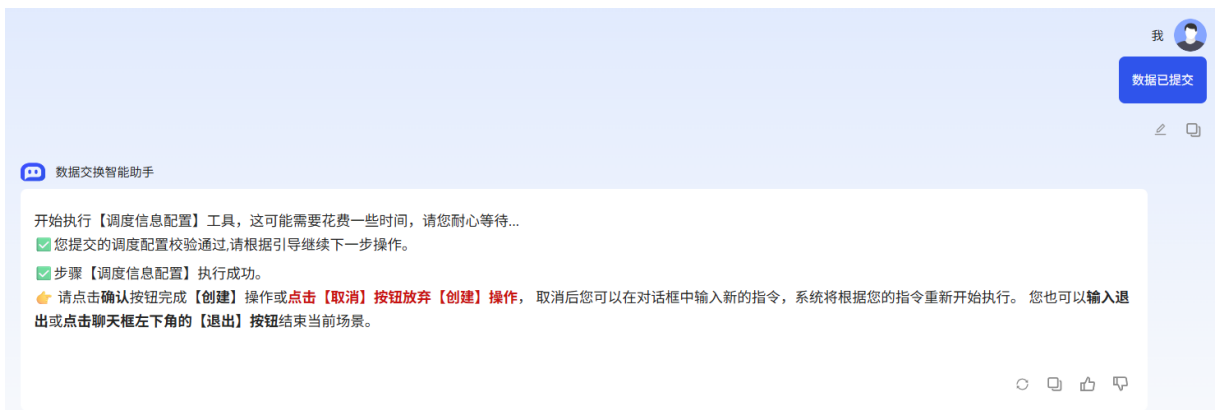 我
数据已提交
数据交换智能助手
开始执行【调度信息配置】工具，这可能需要花费一些时间，请您耐心等待...
✅您提交的调度配置校验通过,请根据引导继续下一步操作。
✅步骤【调度信息配置】执行成功。
👉 请点击确认按钮完成【创建】操作或点击【取消】按钮放弃【创建】操作， 取消后您可以在对话框中输入新的指令，系统将根据您的指令重新开始执行。 您也可以输入退
出或点击聊天框左下角的【退出】按钮结束当前场景。